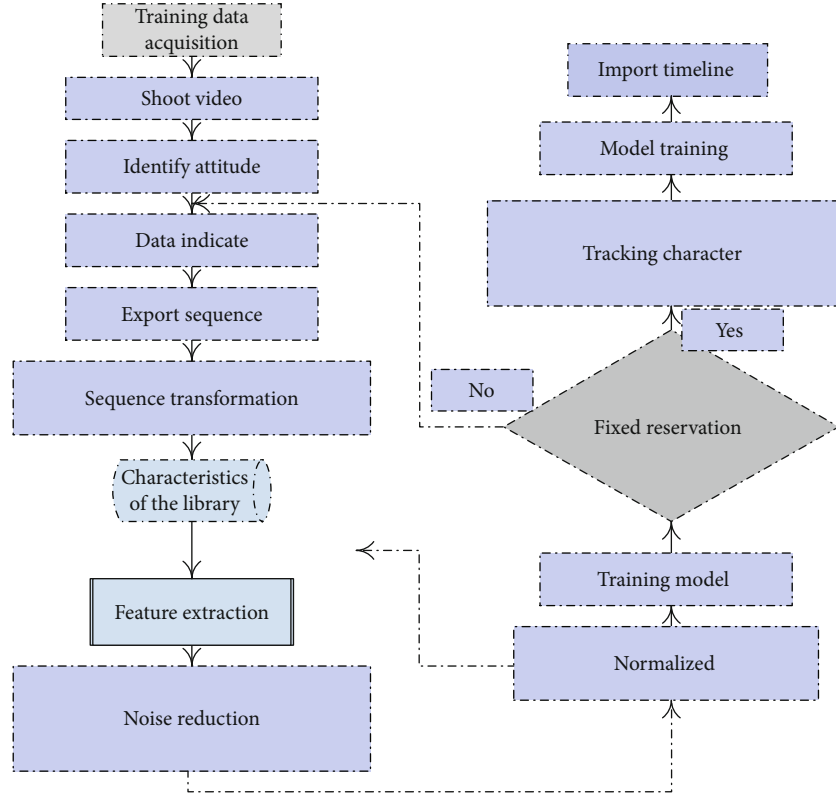 Training data
acquisition
Shoot video
Identify attitude
Data indicate
Export sequence
Sequence transformation
Characteristics
of the library
Feature extraction
Noise reduction
Import timeline
Model training
Tracking character
Yes
No
Fixed reservation
Training model
Normalized